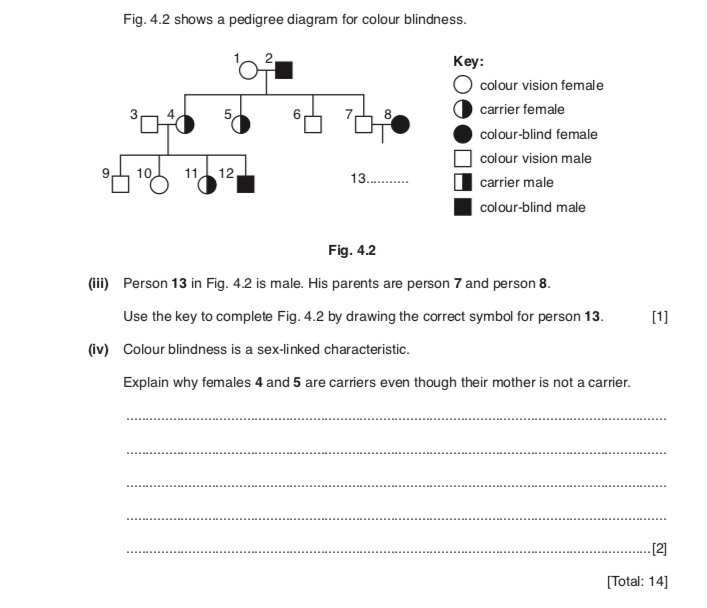 Fig. 4.2 shows a pedigree diagram for colour blindness.
1 2
Key:
colour vision female
3 4 5 6 7 8
carrier female
colour-blind female
colour vision male
9 10 11 12
13...........
carrier male
colour-blind male
Fig. 4.2
(iii) Person 13 in Fig. 4.2 is male. His parents are person 7 and person 8.
Use the key to complete Fig. 4.2 by drawing the correct symbol for person 13. [1]
(iv) Colour blindness is a sex-linked characteristic.
Explain why females 4 and 5 are carriers even though their mother is not a carrier.
[2]
[Total: 14]